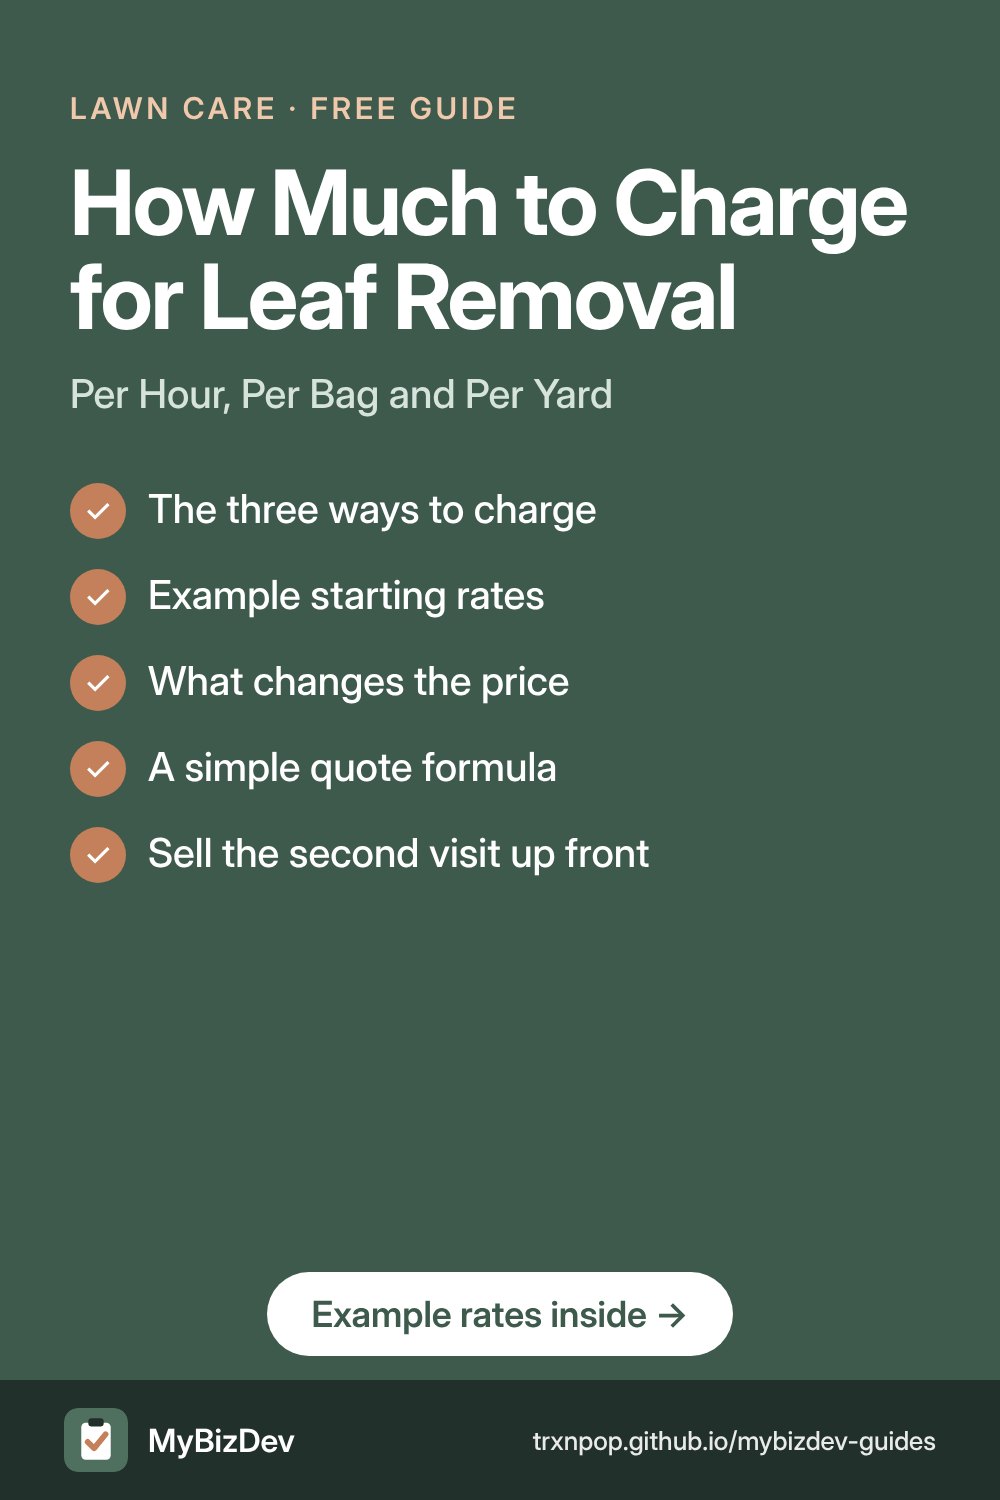 LAWN CARE · FREE GUIDE
How Much to Charge
for Leaf Removal
Per Hour, Per Bag and Per Yard
The three ways to charge
Example starting rates
What changes the price
A simple quote formula
Sell the second visit up front
Example rates inside →
MyBizDev
trxnpop.github.io/mybizdev-guides